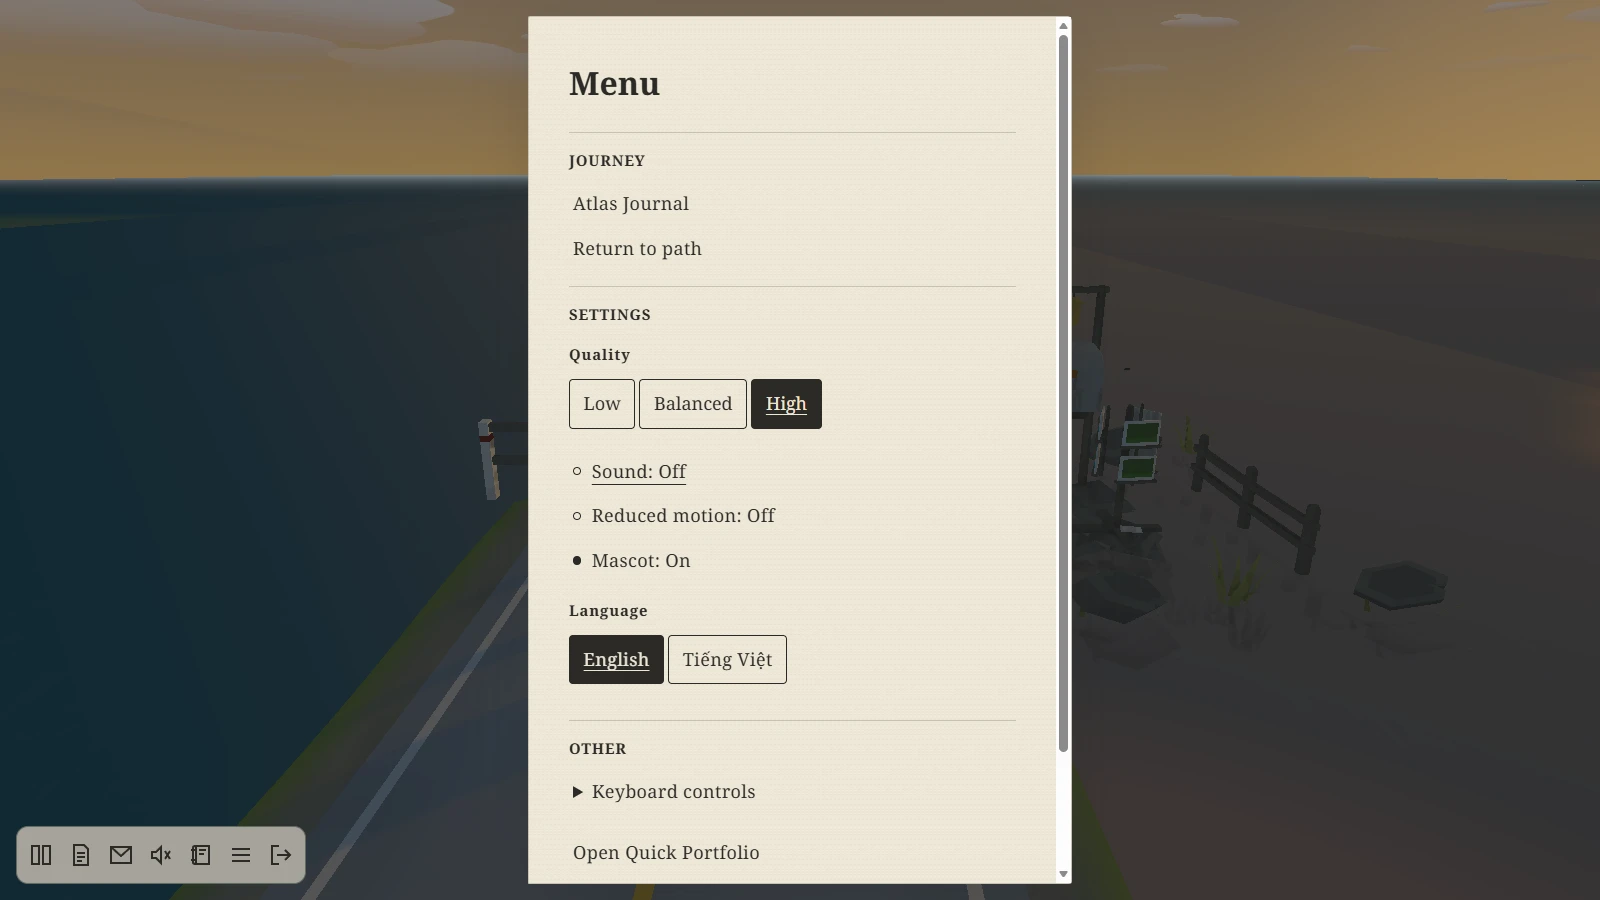 Menu
JOURNEY
Atlas Journal
Return to path
SETTINGS
Quality
Low Balanced High
Sound: Off
Reduced motion: Off
Mascot: On
Language
English Tiếng Việt
OTHER
Keyboard controls
Open Quick Portfolio